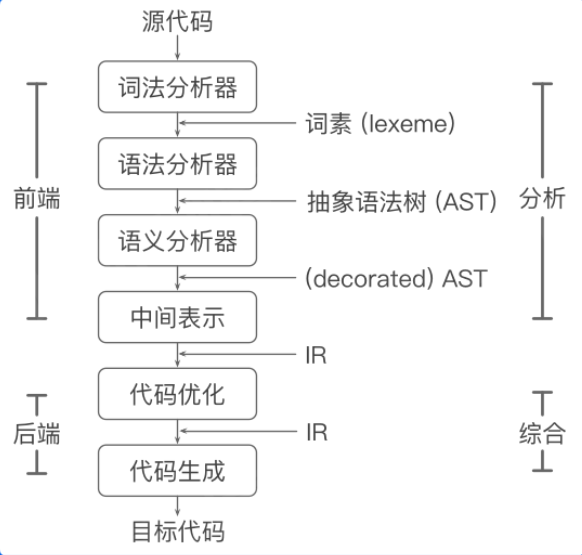 源代码
词法分析器
词素 (lexeme)
语法分析器
前端
抽象语法树 (AST)
分析
语义分析器
(decorated) AST
中间表示
IR
代码优化
后端
IR
综合
代码生成
目标代码